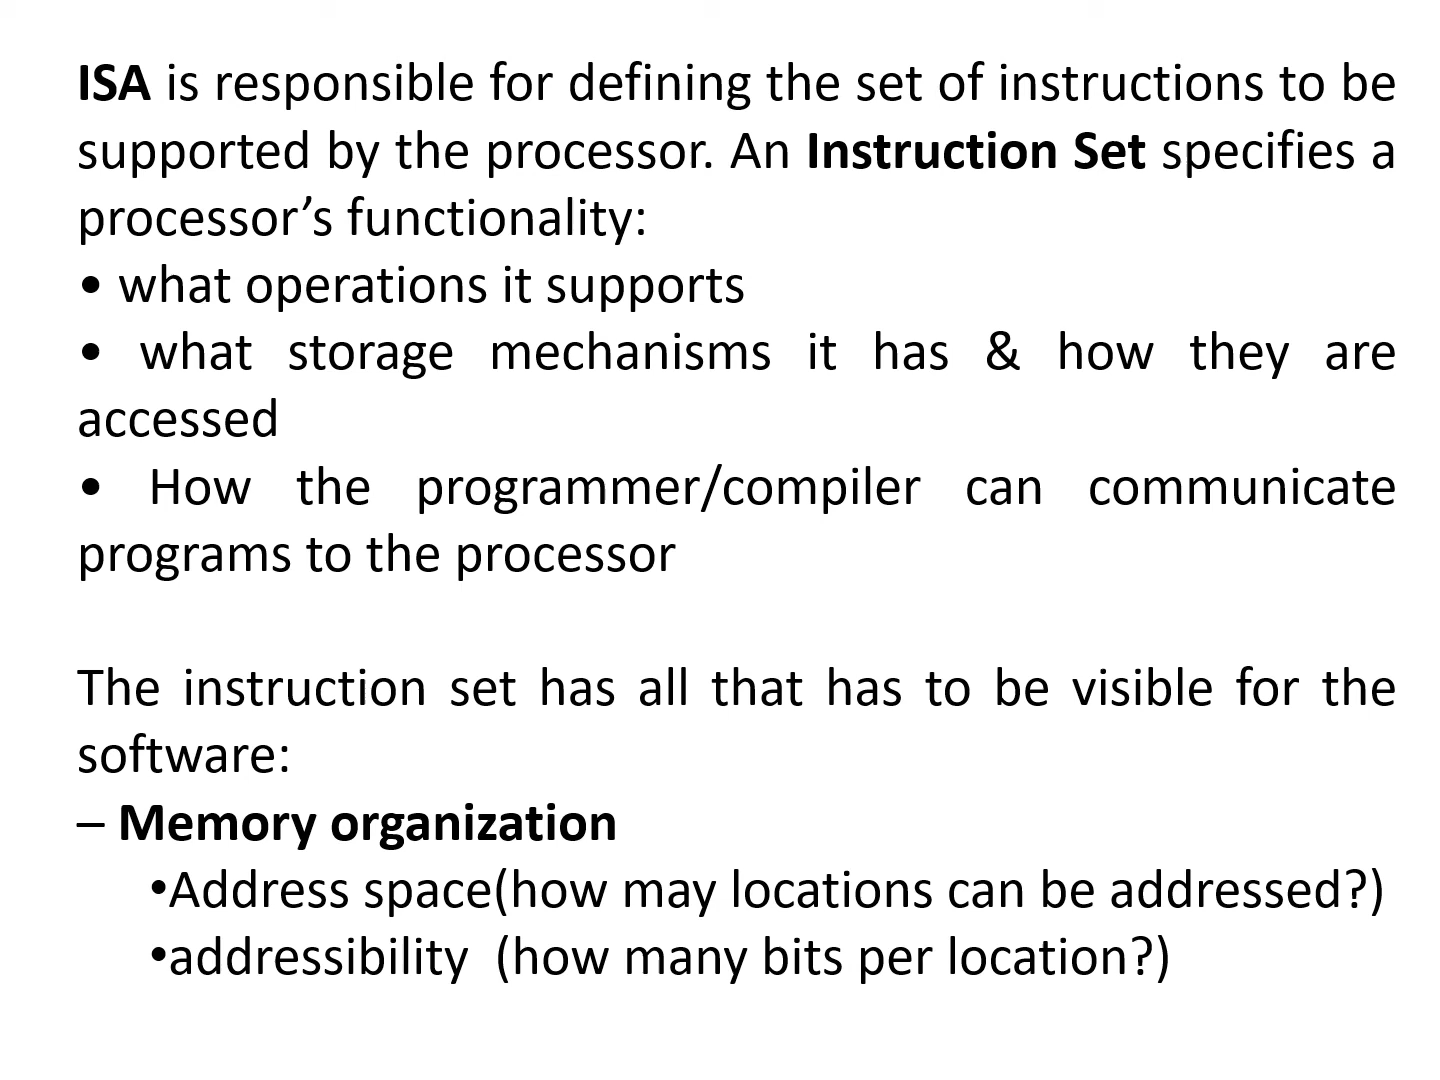 ISA is responsible for defining the set of instructions to be
supported by the processor. An Instruction Set specifies a
processor’s functionality:
• what operations it supports
• what storage mechanisms it has & how they are
accessed
• How the programmer/compiler can communicate
programs to the processor
The instruction set has all that has to be visible for the
software:
– Memory organization
•Address space(how may locations can be addressed?)
•addressibility (how many bits per location?)